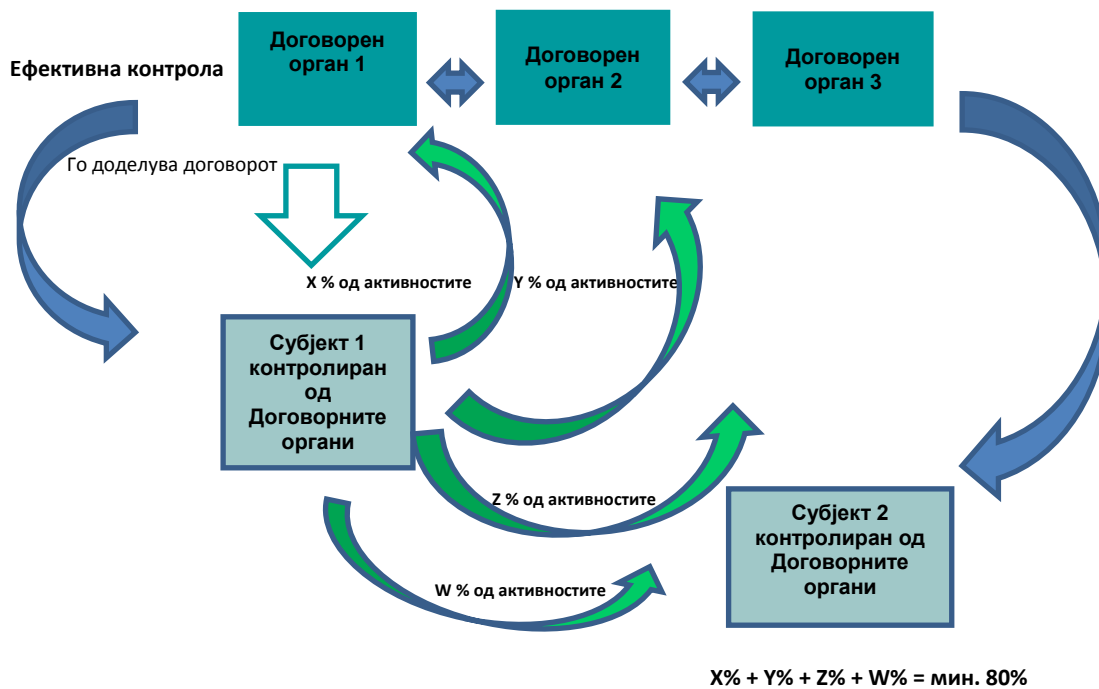 Договорен
орган 1
Договорен
орган 2
Договорен
орган 3
Ефективна контрола
Го доделува договорот
X % од активностите
Y % од активностите
Субјект 1
контролиран
од
Договорните
органи
Z % од активностите
Субјект 2
контролиран од
Договорните
органи
W % од активностите
X% + Y% + Z% + W% = мин. 80%